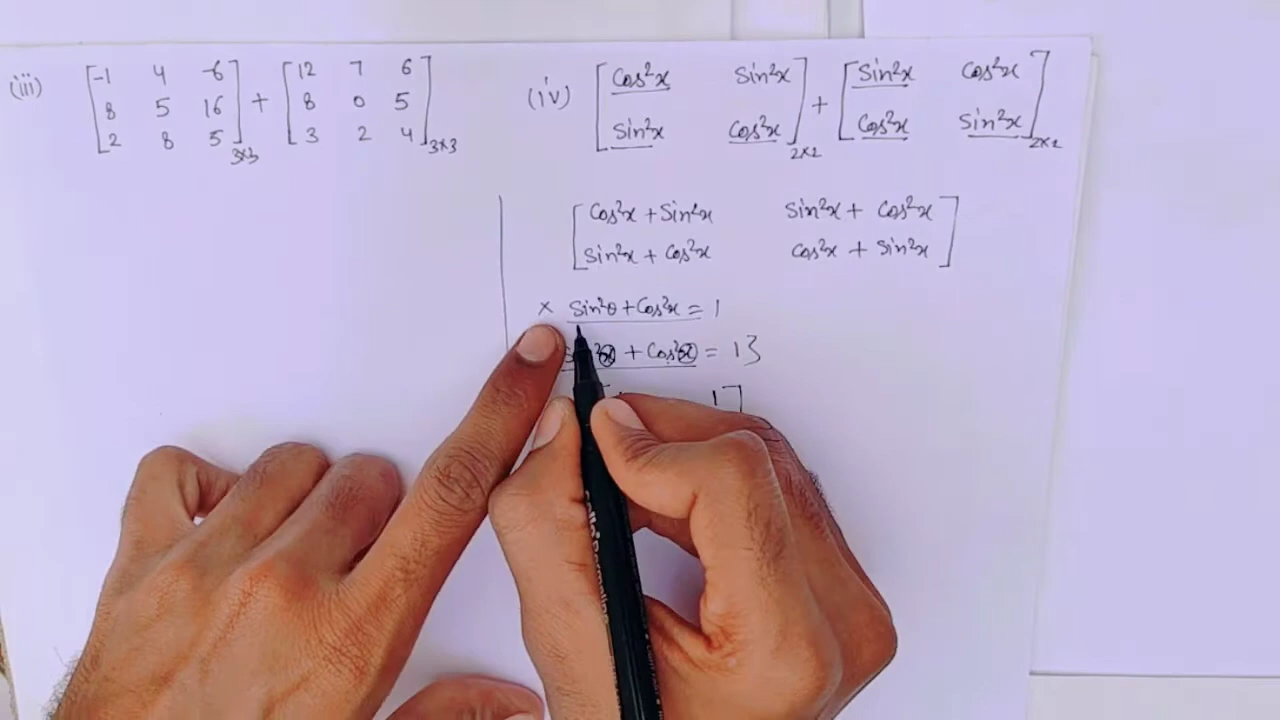 (iii) [-1 4 -6 + [12 7 6
8 5 16 8 0 5
2 8 5]3×3 3 2 4]3×3
(iv) [Cos²x Sin²x] + [Sin²x Cos²x]
Sin²x Cos²x 2×2 Cos²x Sin²x 2×2
[Cos²x + Sin²x Sin²x + Cos²x]
Sin²x + Cos²x Cos²x + Sin²x
× Sin²θ + Cos²x = 1
+ Cos²x = 1